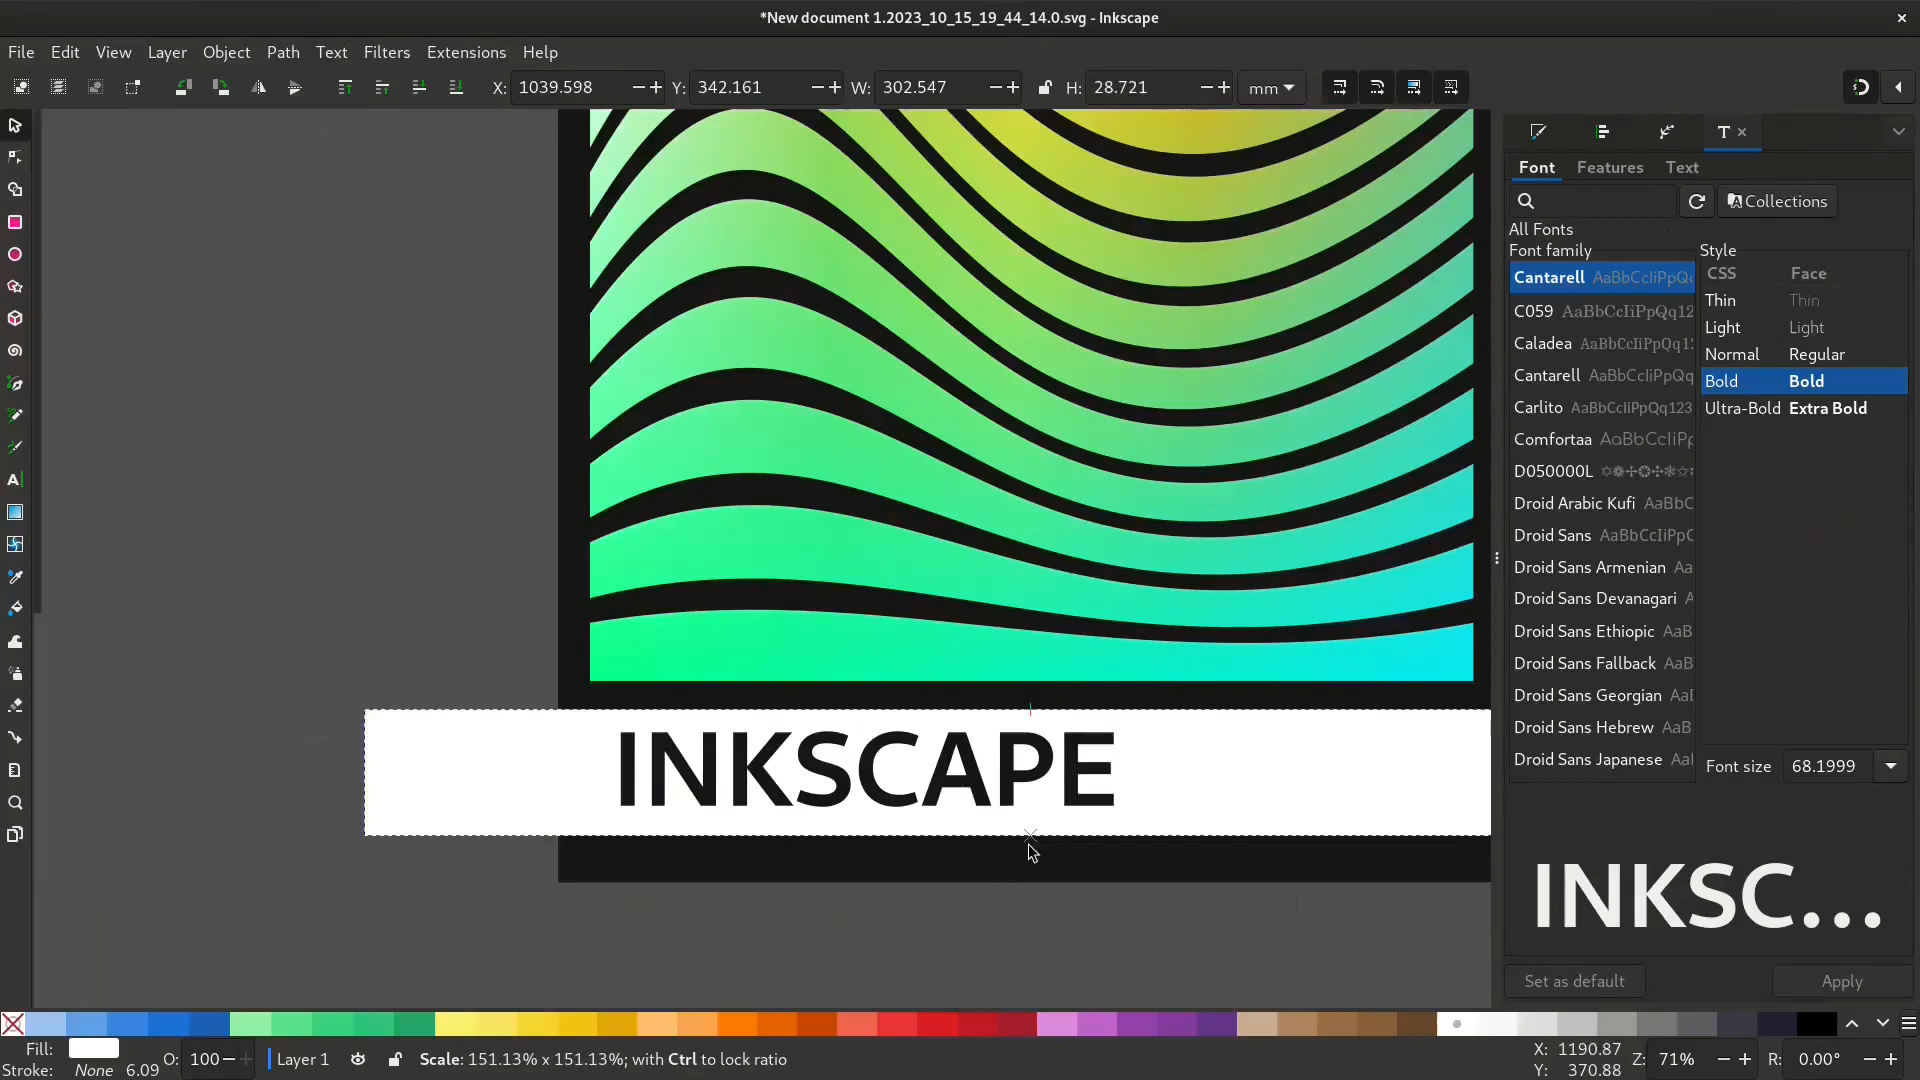 *New document 1.2023_10_15_19_44_14.0.svg - Inkscape
File Edit View Layer Object Path Text Filters Extensions Help
X: 1039.598 Y: 342.161 W: 302.547 H: 28.721 mm
Font Features Text
Collections
All Fonts
Font family Style
CSS Face
Cantarell AaBbCcIiPpQq
Thin Thin
C059 AaBbCcIiPpQq12
Light Light
Caladea AaBbCcIiPpQq12
Normal Regular
Cantarell AaBbCcIiPpQq
Bold Bold
Carlito AaBbCcIiPpQq123
Ultra-Bold Extra Bold
Comfortaa AaBbCcIiPp
D050000L
Droid Arabic Kufi AaBbC
Droid Sans AaBbCcIiPpQ
Droid Sans Armenian Aa
Droid Sans Devanagari A
Droid Sans Ethiopic AaB
Droid Sans Fallback AaB
Droid Sans Georgian AaB
Droid Sans Hebrew AaB
Droid Sans Japanese AaB
Font size 68.1999
INKSCAPE
INKSC...
Set as default Apply
Fill: O: 100 Layer 1 Scale: 151.13% x 151.13%; with Ctrl to lock ratio
Stroke: None 6.09
X: 1190.87
Y: 370.88
Z: 71% R: 0.00°